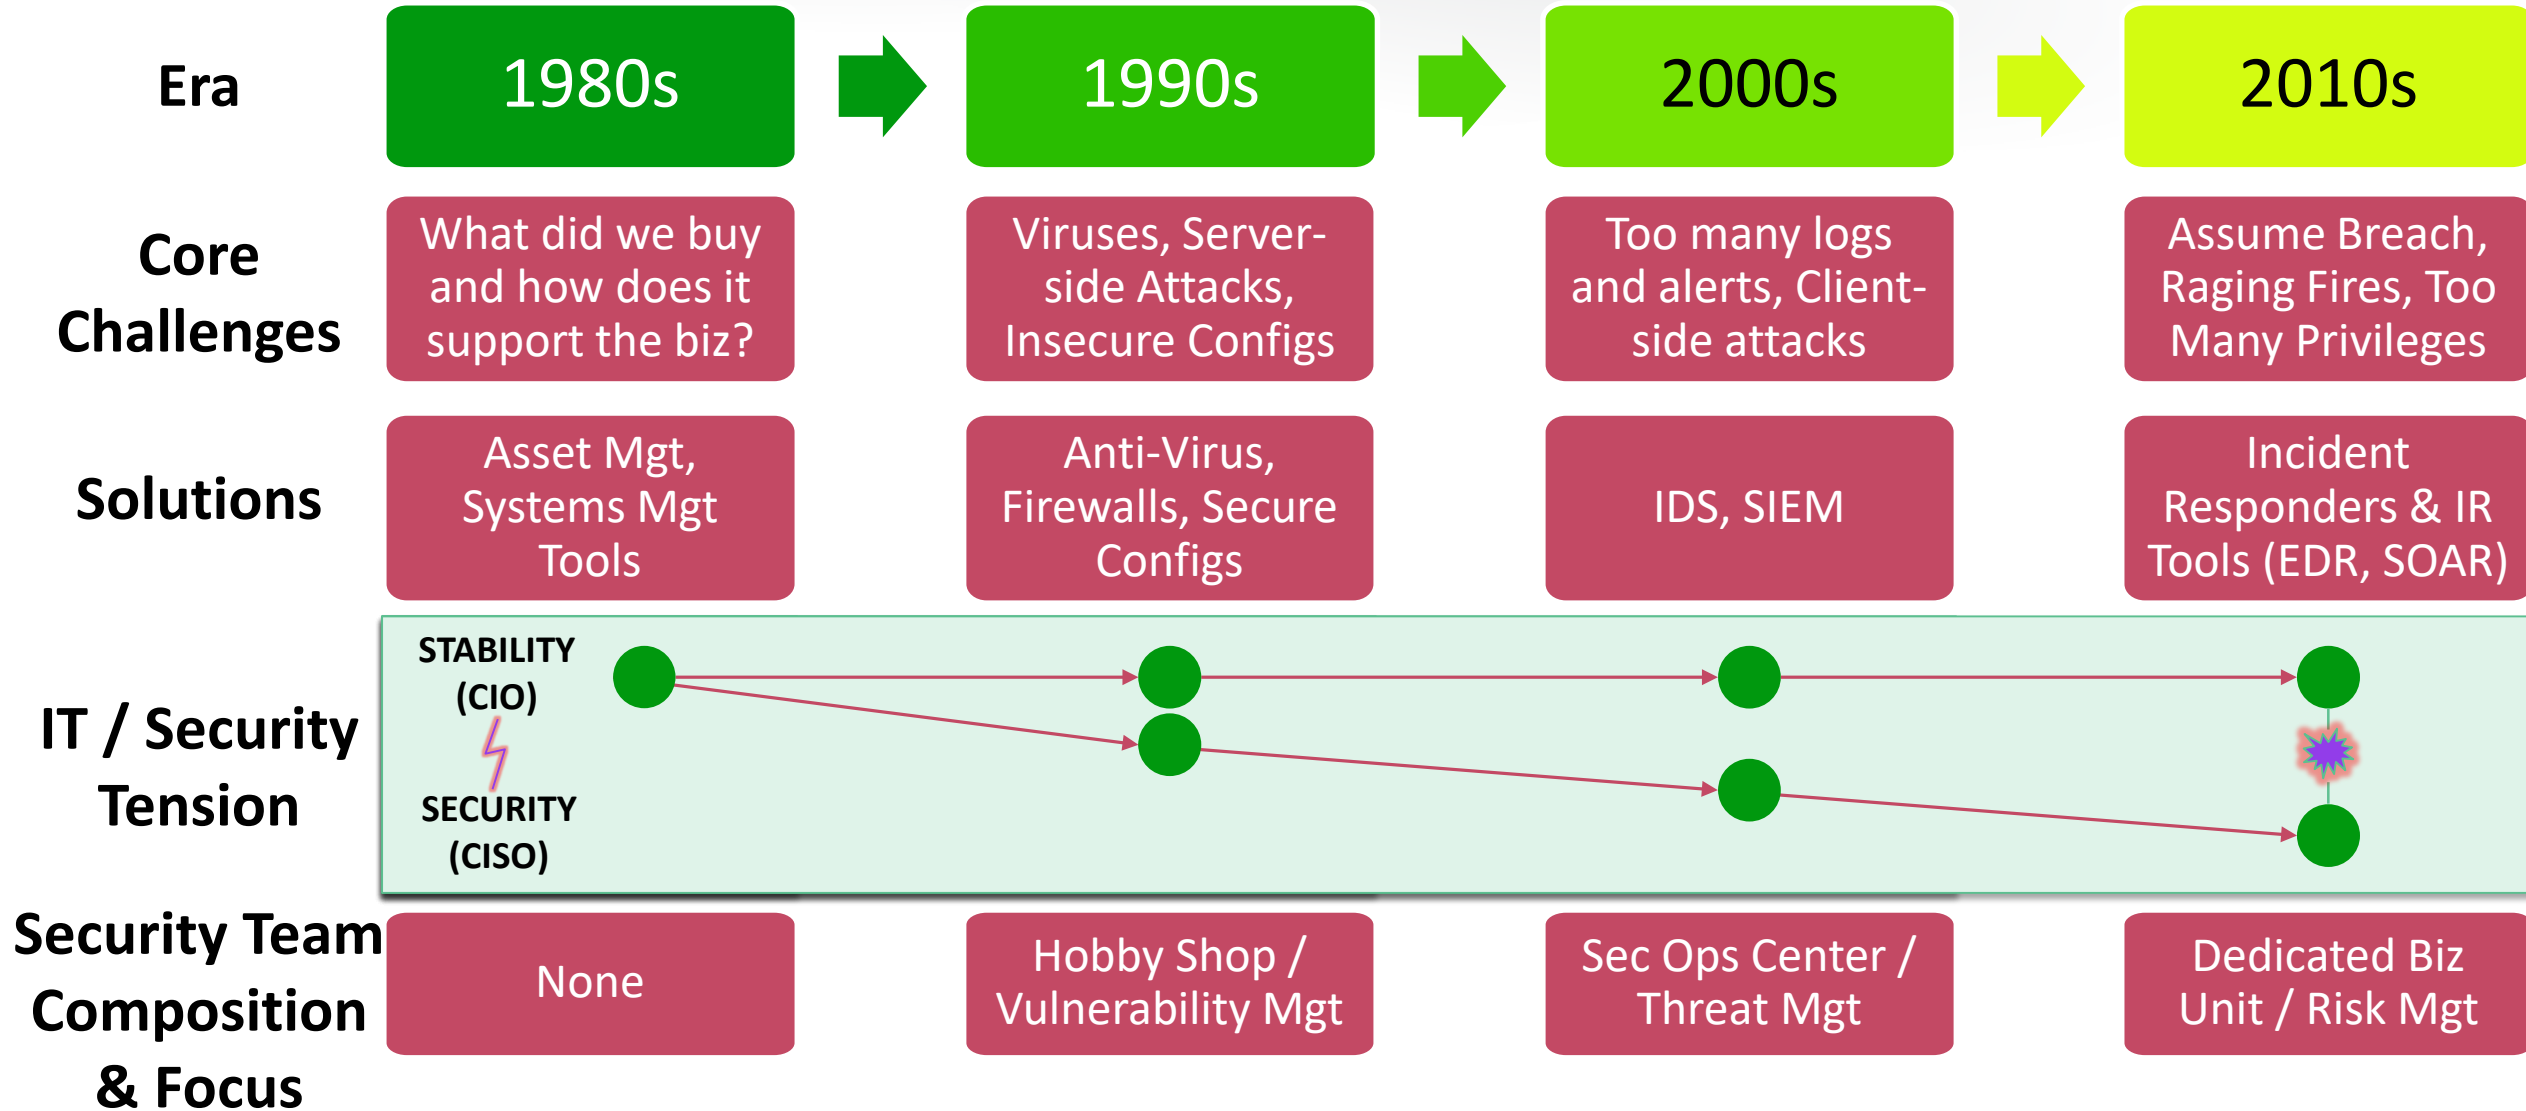 Era
1980s
1990s
2000s
2010s
Core
Challenges
What did we buy
and how does it
support the biz?
Viruses, Server-
side Attacks,
Insecure Configs
Too many logs
and alerts, Client-
side attacks
Assume Breach,
Raging Fires, Too
Many Privileges
Solutions
Asset Mgt,
Systems Mgt
Tools
Anti-Virus,
Firewalls, Secure
Configs
IDS, SIEM
Incident
Responders & IR
Tools (EDR, SOAR)
IT / Security
Tension
STABILITY
(CIO)
SECURITY
(CISO)
Security Team
Composition
& Focus
None
Hobby Shop /
Vulnerability Mgt
Sec Ops Center /
Threat Mgt
Dedicated Biz
Unit / Risk Mgt